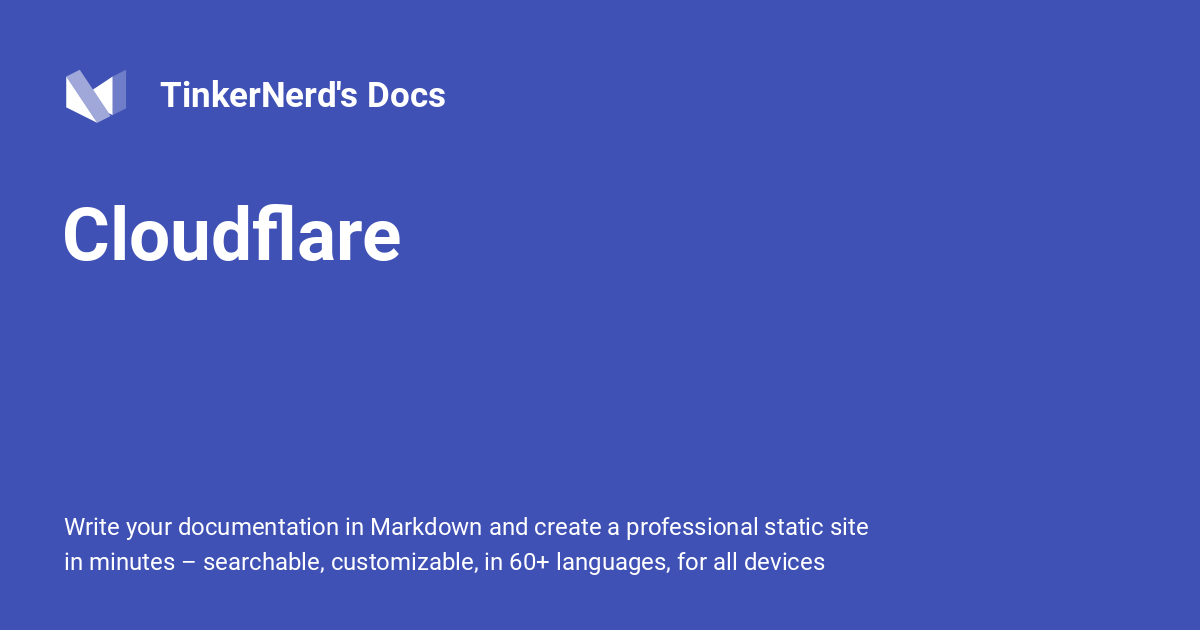 TinkerNerd's Docs
Cloudflare
Write your documentation in Markdown and create a professional static site
in minutes – searchable, customizable, in 60+ languages, for all devices